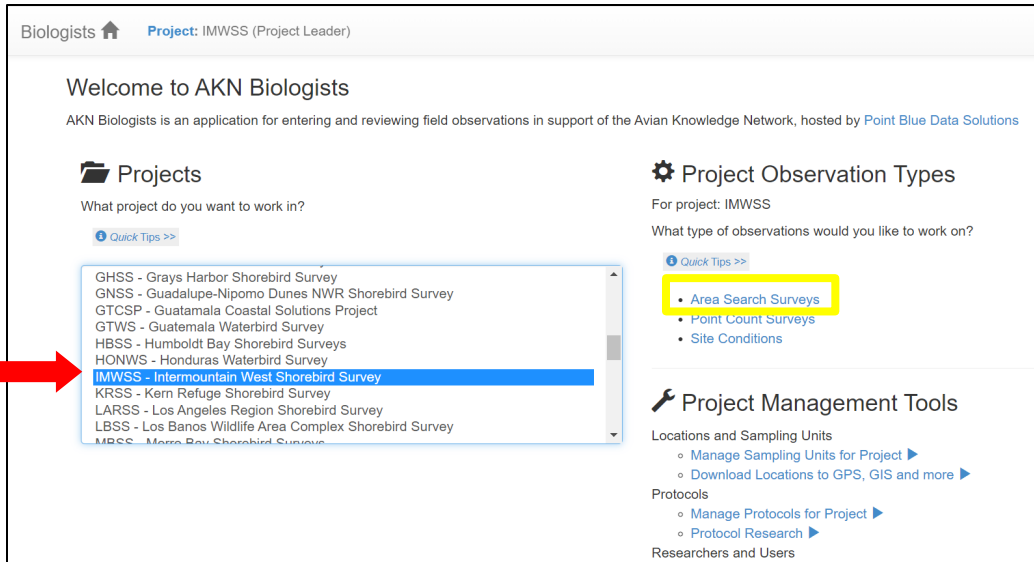 Biologists Project: IMWSS (Project Leader)
Welcome to AKN Biologists
AKN Biologists is an application for entering and reviewing field observations in support of the Avian Knowledge Network, hosted by Point Blue Data Solutions
Projects
What project do you want to work in?
Quick Tips >>
GHSS - Grays Harbor Shorebird Survey
GNSS - Guadalupe-Nipomo Dunes NWR Shorebird Survey
GTCSP - Guatamala Coastal Solutions Project
GTWS - Guatemala Waterbird Survey
HBSS - Humboldt Bay Shorebird Surveys
HONWS - Honduras Waterbird Survey
IMWSS - Intermountain West Shorebird Survey
KRSS - Kern Refuge Shorebird Survey
LARSS - Los Angeles Region Shorebird Survey
LBSS - Los Banos Wildlife Area Complex Shorebird Survey
MBSS - Morro Bay Shorebird Surveys
Project Observation Types
For project: IMWSS
What type of observations would you like to work on?
Quick Tips >>
• Area Search Surveys
• Point Count Surveys
• Site Conditions
Project Management Tools
Locations and Sampling Units
Manage Sampling Units for Project
Download Locations to GPS, GIS and more
Protocols
Manage Protocols for Project
Protocol Research
Researchers and Users